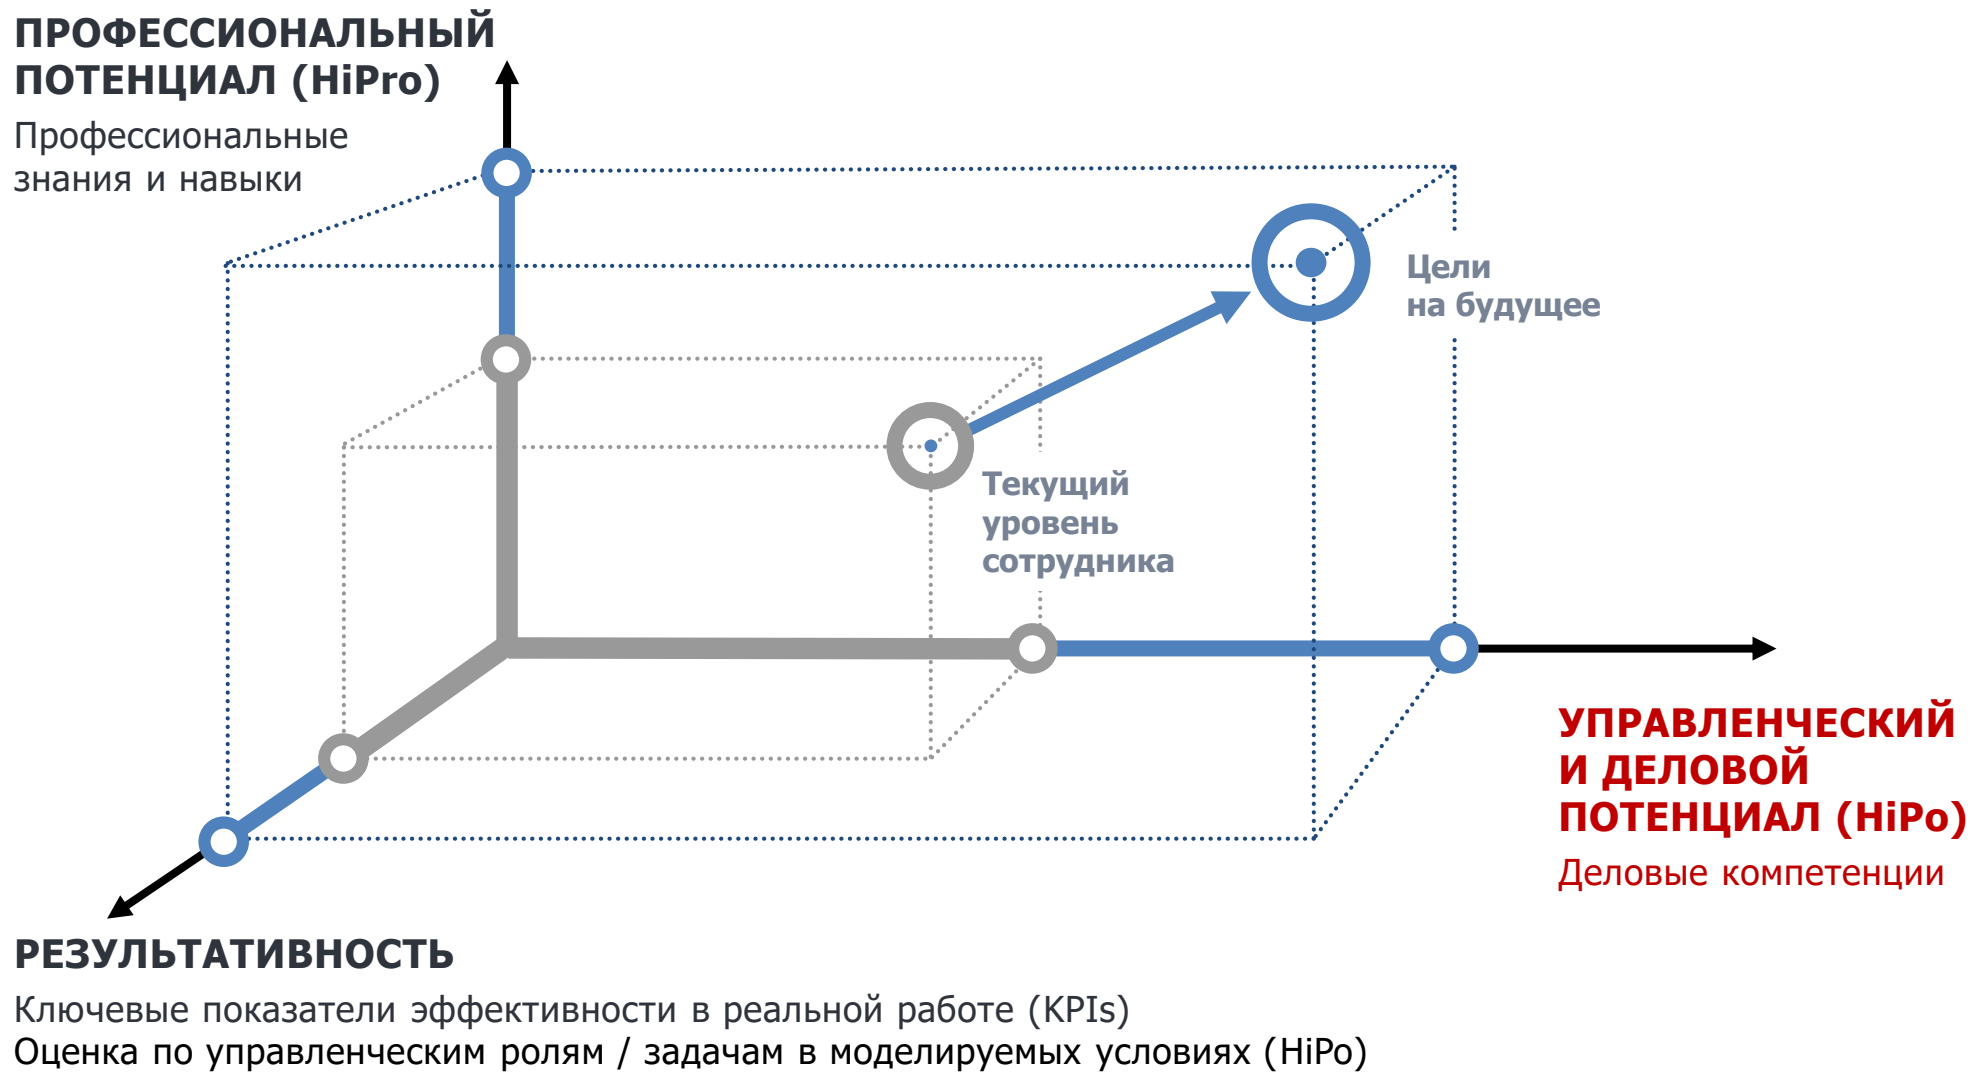 ПРОФЕССИОНАЛЬНЫЙ
ПОТЕНЦИАЛ (HiPro)
Профессиональные
знания и навыки
Цели
на будущее
Текущий
уровень
сотрудника
УПРАВЛЕНЧЕСКИЙ
И ДЕЛОВОЙ
ПОТЕНЦИАЛ (HiPo)
Деловые компетенции
РЕЗУЛЬТАТИВНОСТЬ
Ключевые показатели эффективности в реальной работе (KPIs)
Оценка по управленческим ролям / задачам в моделируемых условиях (HiPo)